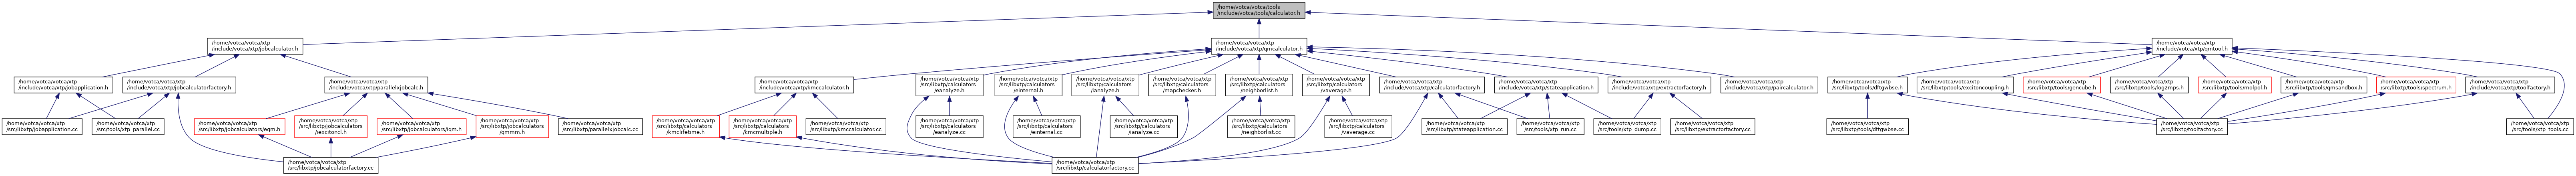 /home/votca/votca/tools
/include/votca/tools/calculator.h
/home/votca/votca/xtp
/include/votca/xtp/jobcalculator.h
/home/votca/votca/xtp
/include/votca/xtp/qmcalculator.h
/home/votca/votca/xtp
/include/votca/xtp/qmtool.h
/home/votca/votca/xtp
/include/votca/xtp/jobapplication.h
/home/votca/votca/xtp
/include/votca/xtp/jobcalculatorfactory.h
/home/votca/votca/xtp
/include/votca/xtp/parallelxjobcalc.h
/home/votca/votca/xtp
/include/votca/xtp/kmccalculator.h
/home/votca/votca/xtp
/src/libxtp/calculators
/eanalyze.h
/home/votca/votca/xtp
/src/libxtp/calculators
/einternal.h
/home/votca/votca/xtp
/src/libxtp/calculators
/ianalyze.h
/home/votca/votca/xtp
/src/libxtp/calculators
/mapchecker.h
/home/votca/votca/xtp
/src/libxtp/calculators
/neighborlist.h
/home/votca/votca/xtp
/src/libxtp/calculators
/vaverage.h
/home/votca/votca/xtp
/include/votca/xtp/calculatorfactory.h
/home/votca/votca/xtp
/include/votca/xtp/stateapplication.h
/home/votca/votca/xtp
/include/votca/xtp/extractorfactory.h
/home/votca/votca/xtp
/include/votca/xtp/paircalculator.h
/home/votca/votca/xtp
/src/libxtp/tools/dftgwbse.h
/home/votca/votca/xtp
/src/libxtp/tools/excitoncoupling.h
/home/votca/votca/xtp
/src/libxtp/tools/gencube.h
/home/votca/votca/xtp
/src/libxtp/tools/log2mps.h
/home/votca/votca/xtp
/src/libxtp/tools/molpol.h
/home/votca/votca/xtp
/src/libxtp/tools/qmsandbox.h
/home/votca/votca/xtp
/src/libxtp/tools/spectrum.h
/home/votca/votca/xtp
/include/votca/xtp/toolfactory.h
/home/votca/votca/xtp
/src/libxtp/jobapplication.cc
/home/votca/votca/xtp
/src/tools/xtp_parallel.cc
/home/votca/votca/xtp
/src/libxtp/jobcalculators/eqm.h
/home/votca/votca/xtp
/src/libxtp/jobcalculators
/iexcitoncl.h
/home/votca/votca/xtp
/src/libxtp/jobcalculators/iqm.h
/home/votca/votca/xtp
/src/libxtp/jobcalculators
/qmmm.h
/home/votca/votca/xtp
/src/libxtp/parallelxjobcalc.cc
/home/votca/votca/xtp
/src/libxtp/calculators
/kmclifetime.h
/home/votca/votca/xtp
/src/libxtp/calculators
/kmcmultiple.h
/home/votca/votca/xtp
/src/libxtp/kmccalculator.cc
/home/votca/votca/xtp
/src/libxtp/calculators
/eanalyze.cc
/home/votca/votca/xtp
/src/libxtp/calculators
/einternal.cc
/home/votca/votca/xtp
/src/libxtp/calculators
/ianalyze.cc
/home/votca/votca/xtp
/src/libxtp/calculators
/neighborlist.cc
/home/votca/votca/xtp
/src/libxtp/calculators
/vaverage.cc
/home/votca/votca/xtp
/src/libxtp/stateapplication.cc
/home/votca/votca/xtp
/src/tools/xtp_run.cc
/home/votca/votca/xtp
/src/tools/xtp_dump.cc
/home/votca/votca/xtp
/src/libxtp/extractorfactory.cc
/home/votca/votca/xtp
/src/libxtp/tools/dftgwbse.cc
/home/votca/votca/xtp
/src/libxtp/toolfactory.cc
/home/votca/votca/xtp
/src/tools/xtp_tools.cc
/home/votca/votca/xtp
/src/libxtp/jobcalculatorfactory.cc
/home/votca/votca/xtp
/src/libxtp/calculatorfactory.cc